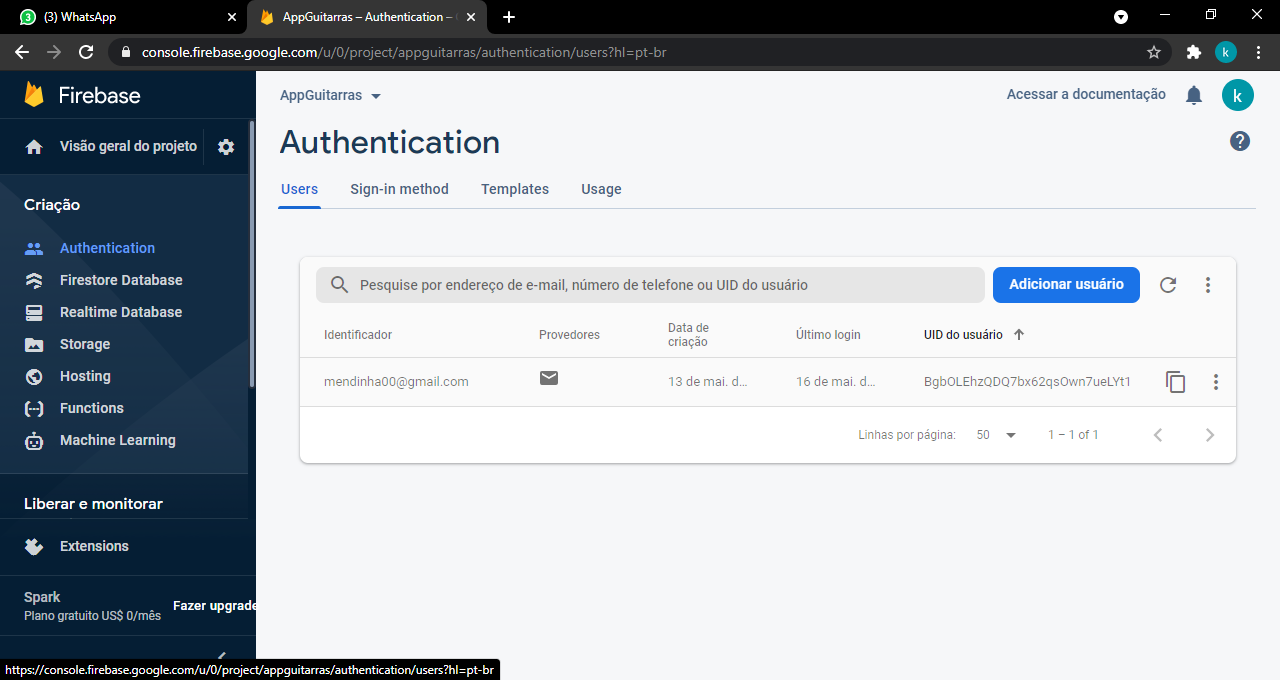 (3) WhatsApp
AppGuitarras – Authentication –
console.firebase.google.com/u/0/project/appguitarras/authentication/users?hl=pt-br
k
Firebase
Visão geral do projeto
Criação
Authentication
Firestore Database
Realtime Database
Storage
Hosting
Functions
Machine Learning
Liberar e monitorar
Extensions
Spark
Plano gratuito US$ 0/mês
Fazer upgrade
AppGuitarras
Acessar a documentação
k
Authentication
Users Sign-in method Templates Usage
Pesquise por endereço de e-mail, número de telefone ou UID do usuário
Adicionar usuário
Identificador Provedores Data de criação Último login UID do usuário
mendinha00@gmail.com 13 de mai. d... 16 de mai. d... BgbOLEhzQDQ7bx62qsOwn7ueLYt1
Linhas por página: 50 1 – 1 of 1
https://console.firebase.google.com/u/0/project/appguitarras/authentication/users?hl=pt-br